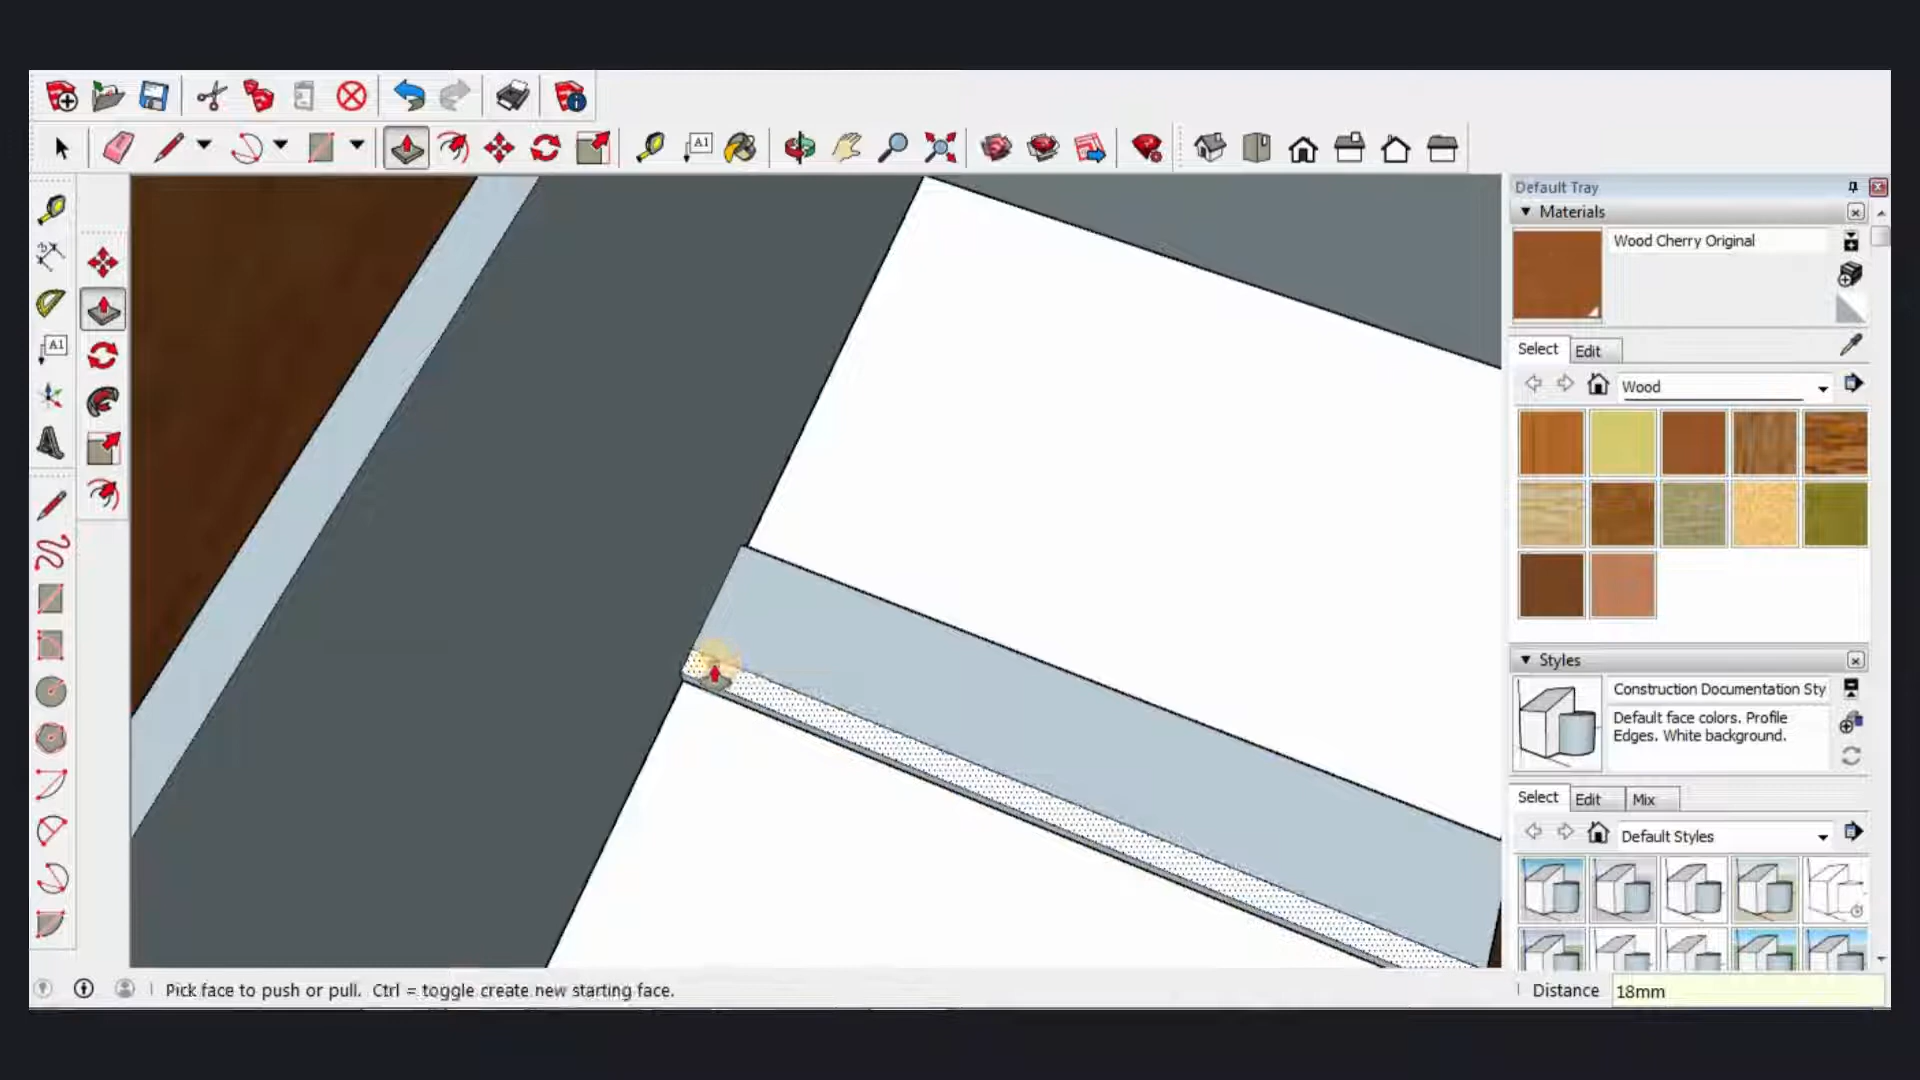 A1
Default Tray
Materials
Wood Cherry Original
A1
Select
Edit
Wood
Styles
Construction Documentation Sty
Default face colors. Profile
Edges. White background.
Select
Edit
Mix
Default Styles
Pick face to push or pull. Ctrl = toggle create new starting face.
Distance
18mm